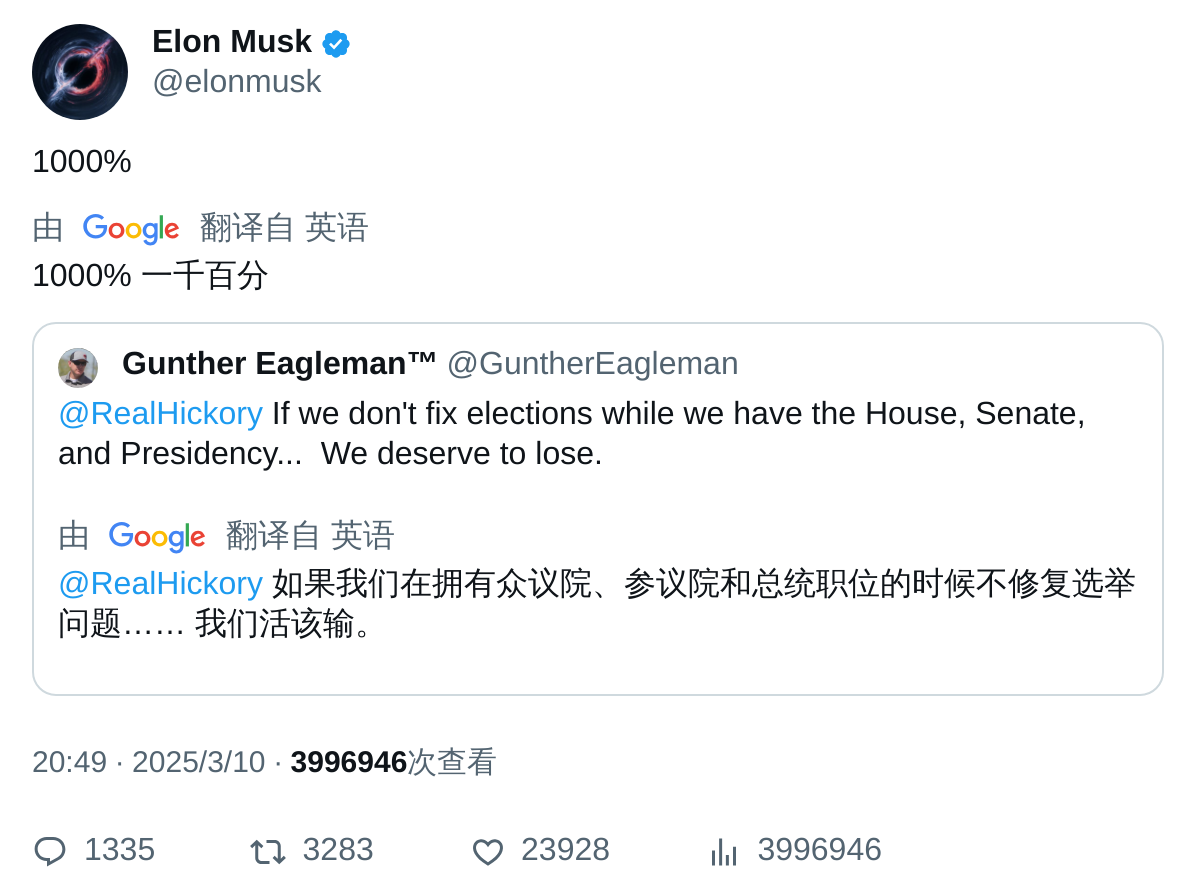 Elon Musk
@elonmusk
1000%
由 Google 翻译自 英语
1000% 一千百分
Gunther Eagleman™ @GuntherEagleman
@RealHickory If we don't fix elections while we have the House, Senate,
and Presidency...  We deserve to lose.
由 Google 翻译自 英语
@RealHickory 如果我们在拥有众议院、参议院和总统职位的时候不修复选举
问题…… 我们活该输。
20:49 · 2025/3/10 · 3996946次查看
1335 3283 23928 3996946